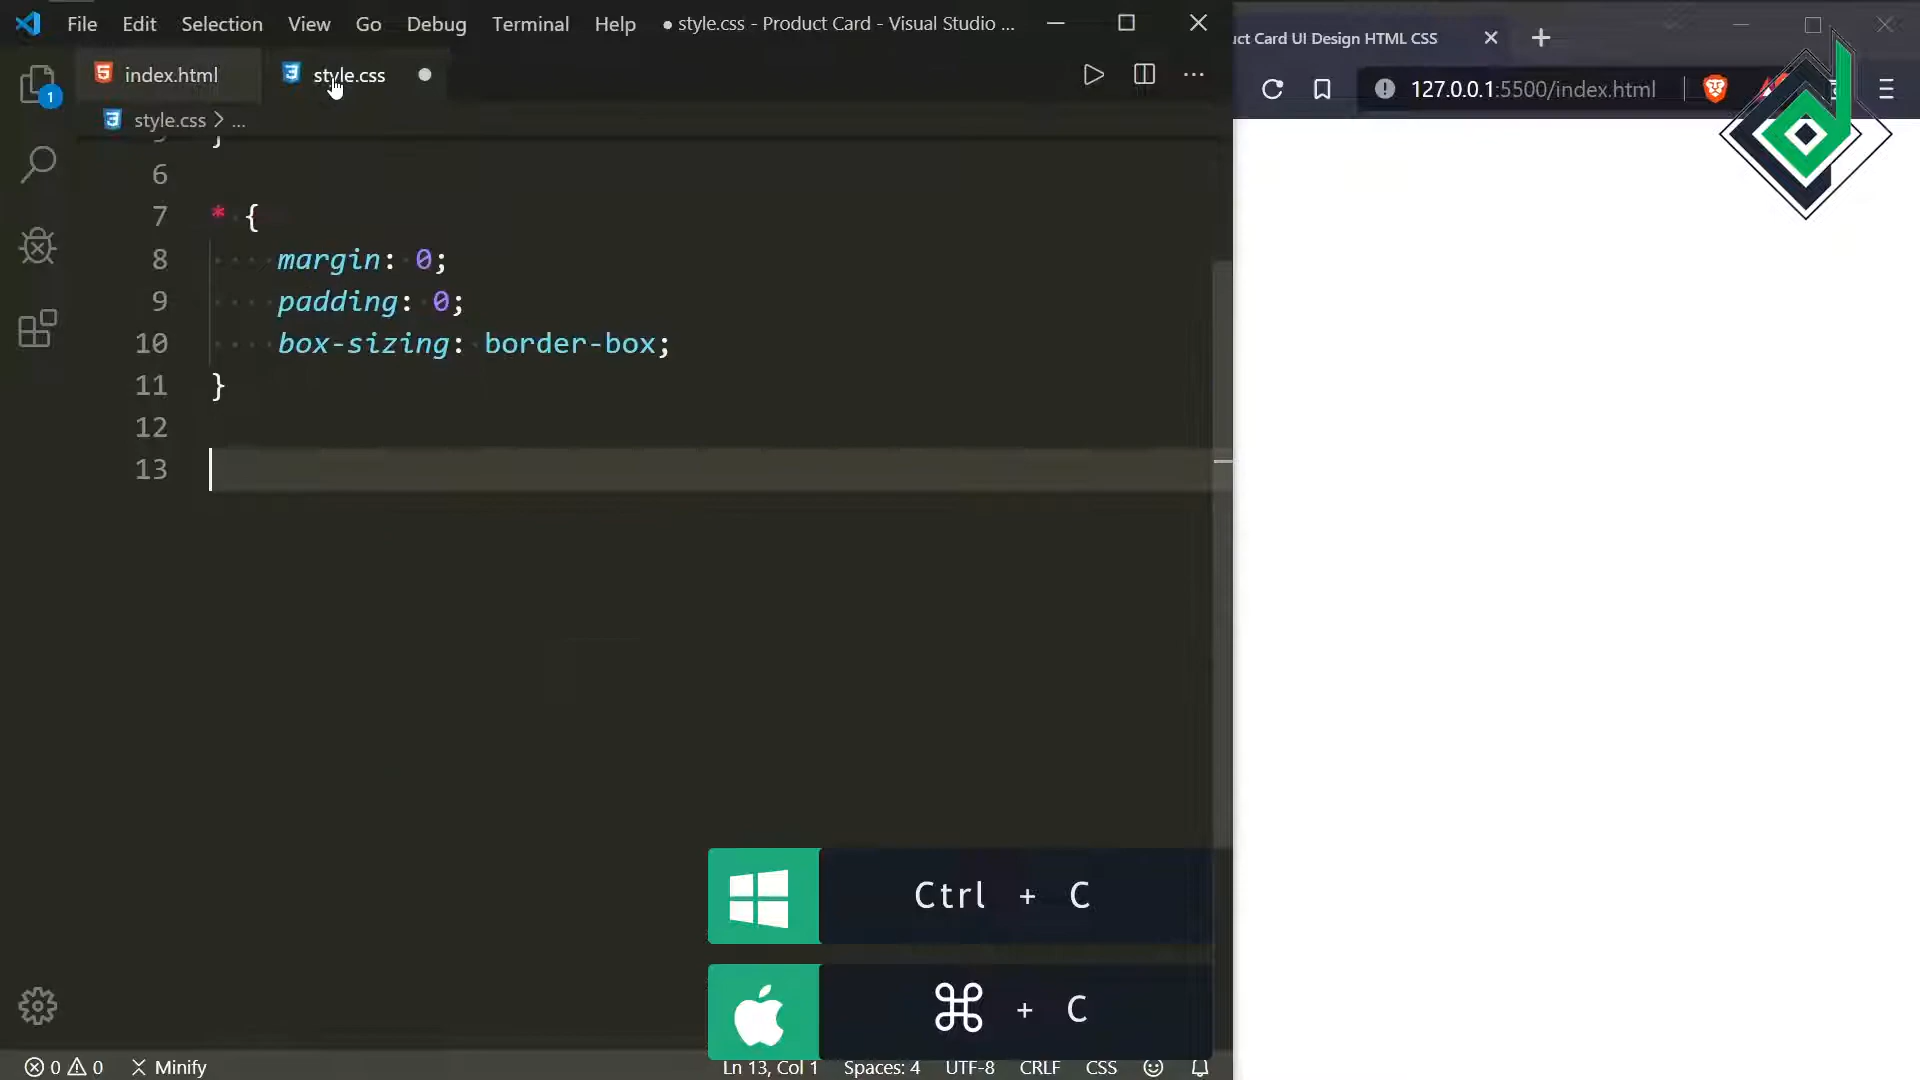 File Edit Selection View Go Debug Terminal Help ● style.css - Product Card - Visual Studio ...
index.html style.css
style.css > ...
}
6
7 * {
8 margin: 0;
9 padding: 0;
10 box-sizing: border-box;
11 }
12
13
1
uct Card UI Design HTML CSS
127.0.0.1:5500/index.html
Ctrl + C
⌘ + C
0 0 Minify Ln 13, Col 1 Spaces: 4 UTF-8 CRLF CSS